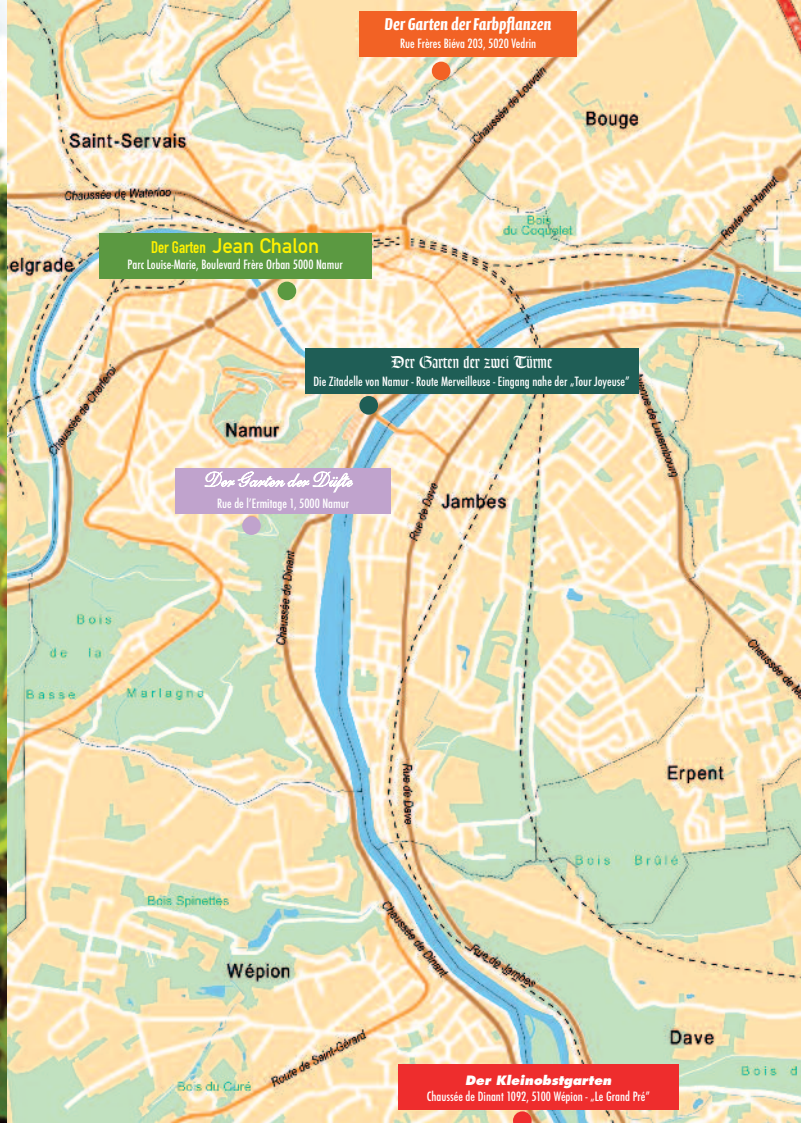 Der Garten der Farbpflanzen
Rue Frères Biéva 203, 5020 Vedrin
Chaussée de Louvain
Bouge
Saint-Servais
Chaussée de Waterloo
Bois
du Coquelet
Route de Hannut
Der Garten Jean Chalon
Parc Louise-Marie, Boulevard Frère Orban 5000 Namur
elgrade
Der Garten der zwei Türme
Die Zitadelle von Namur - Route Merveilleuse - Eingang nahe der „Tour Joyeuse”
Chaussée de Charleroi
enue de Luxembourg
Namur
Der Garten der Düfte
Rue de l'Ermitage 1, 5000 Namur
Jambes
Rue de Dave
Chaussée de Dinant
Bois
de la
Basse Marlagne
Chaussée de Ma
Erpent
Rue de Dave
Bois Brûlé
Bois Spinettes
Chaussée de Dinant
Wépion
Rue de Jambes
Route de Saint-Gérard
Dave
Bois d
Bois du Curé
Der Kleinobstgarten
Chaussée de Dinant 1092, 5100 Wépion - „Le Grand Pré”